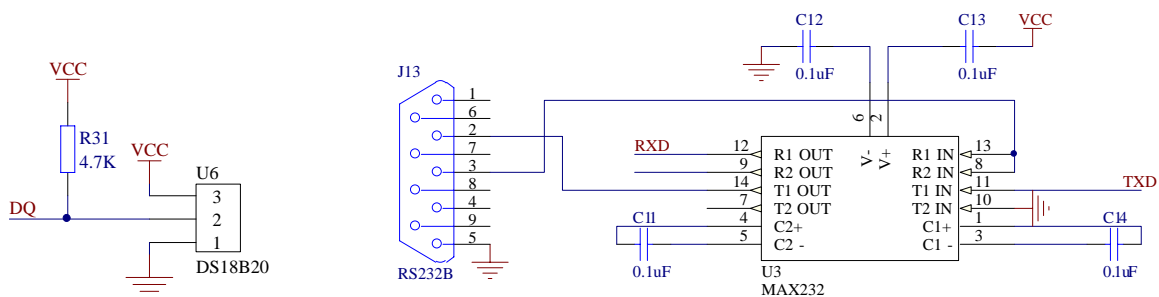 VCC
R31
4.7K
VCC
U6
3
DQ
2
1
DS18B20
J13
1
6
2
7
3
8
4
9
5
RS232B
C12
0.1uF
C13
VCC
0.1uF
6
2
V-
V+
RXD
12 R1 OUT R1 IN 13
9 R2 OUT R2 IN 8
14 T1 OUT T1 IN 11
TXD
7 T2 OUT T2 IN 10
4 C2+ C1+ 1
5 C2 - C1 - 3
C11
0.1uF
C14
0.1uF
U3
MAX232